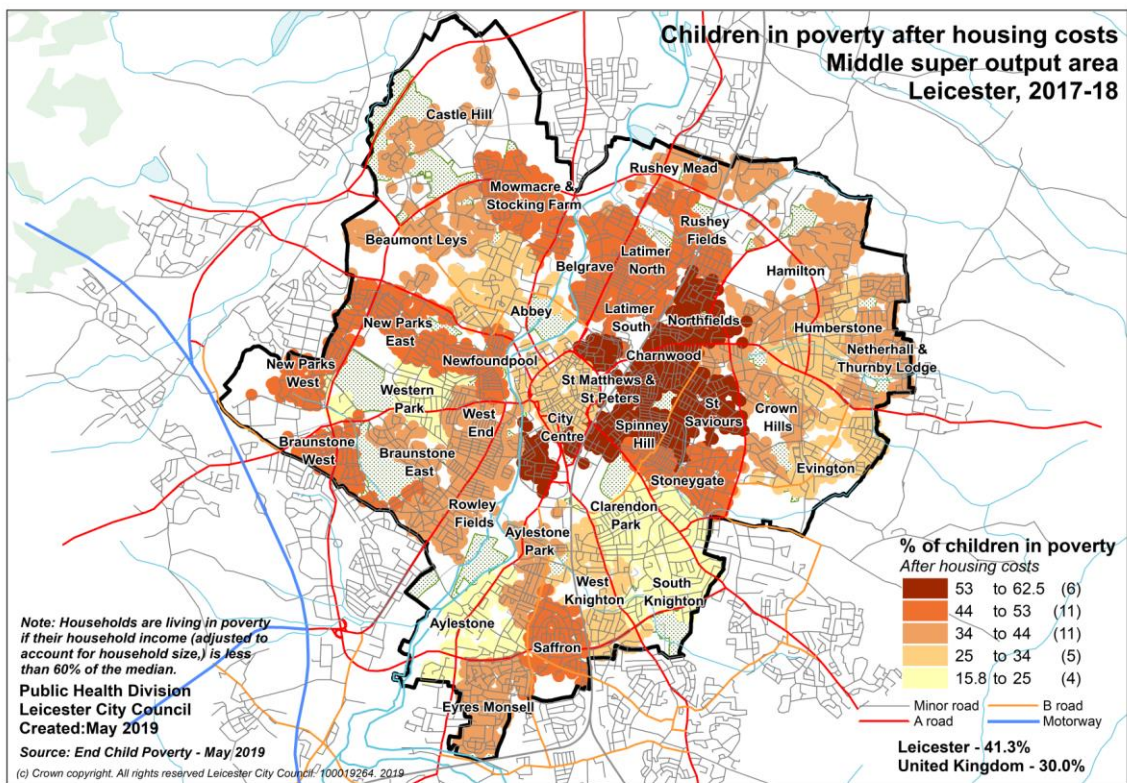 Children in poverty after housing costs
Middle super output area
Leicester, 2017-18
Castle Hill
Rushey Mead
Mowmacre &
Stocking Farm
Rushey
Fields
Beaumont Leys
Latimer
North
Belgrave
Hamilton
Abbey
Latimer
South
Northfields
New Parks
East
Humberstone
Newfoundpool
Charnwood
Netherhall &
Thurnby Lodge
New Parks
West
Western
Park
St Matthews &
St Peters
West
End
City
Centre
Spinney
Hill
St
Saviours
Crown
Hills
Braunstone
West
Braunstone
East
Evington
Stoneygate
Rowley
Fields
Clarendon
Park
Aylestone
Park
West
Knighton
South
Knighton
Aylestone
Saffron
Eyres Monsell
% of children in poverty
After housing costs
53 to 62.5 (6)
44 to 53 (11)
34 to 44 (11)
25 to 34 (5)
15.8 to 25 (4)
Minor road
B road
A road
Motorway
Leicester - 41.3%
United Kingdom - 30.0%
Note: Households are living in poverty
if their household income (adjusted to
account for household size,) is less
than 60% of the median.
Public Health Division
Leicester City Council
Created:May 2019
Source: End Child Poverty - May 2019
(c) Crown copyright. All rights reserved Leicester City Council. 100019264. 2019